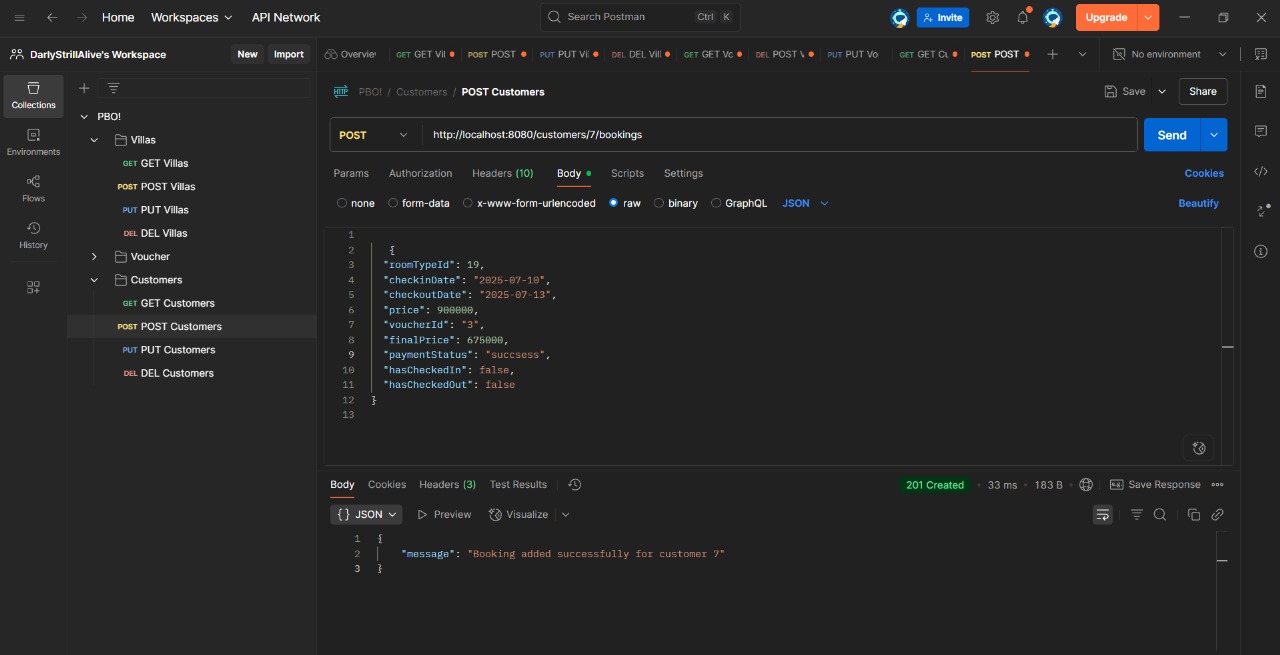 Home Workspaces API Network Search Postman Ctrl K Invite Upgrade
DarlyStrillAlive's Workspace New Import Overvie GET GET Vil POST POST PUT PUT Vi DEL DEL Vill GET GET Vo DEL POST V PUT PUT Vo GET GET Cu POST POST No environment
Collections
Environments
Flows
History
PBO!
Villas
GET GET Villas
POST POST Villas
PUT PUT Villas
DEL DEL Villas
Voucher
Customers
GET GET Customers
POST POST Customers
PUT PUT Customers
DEL DEL Customers
HTTP PBO! / Customers / POST Customers Save Share
POST http://localhost:8080/customers/7/bookings Send
Params Authorization Headers (10) Body Scripts Settings Cookies
none form-data x-www-form-urlencoded raw binary GraphQL JSON Beautify
1
2 {
3 "roomTypeId": 19,
4 "checkinDate": "2025-07-10",
5 "checkoutDate": "2025-07-13",
6 "price": 900000,
7 "voucherId": "3",
8 "finalPrice": 675000,
9 "paymentStatus": "succsess",
10 "hasCheckedIn": false,
11 "hasCheckedOut": false
12 }
13
Body Cookies Headers (3) Test Results 201 Created 33 ms 183 B Save Response
{} JSON Preview Visualize
1 {
2 "message": "Booking added successfully for customer 7"
3 }